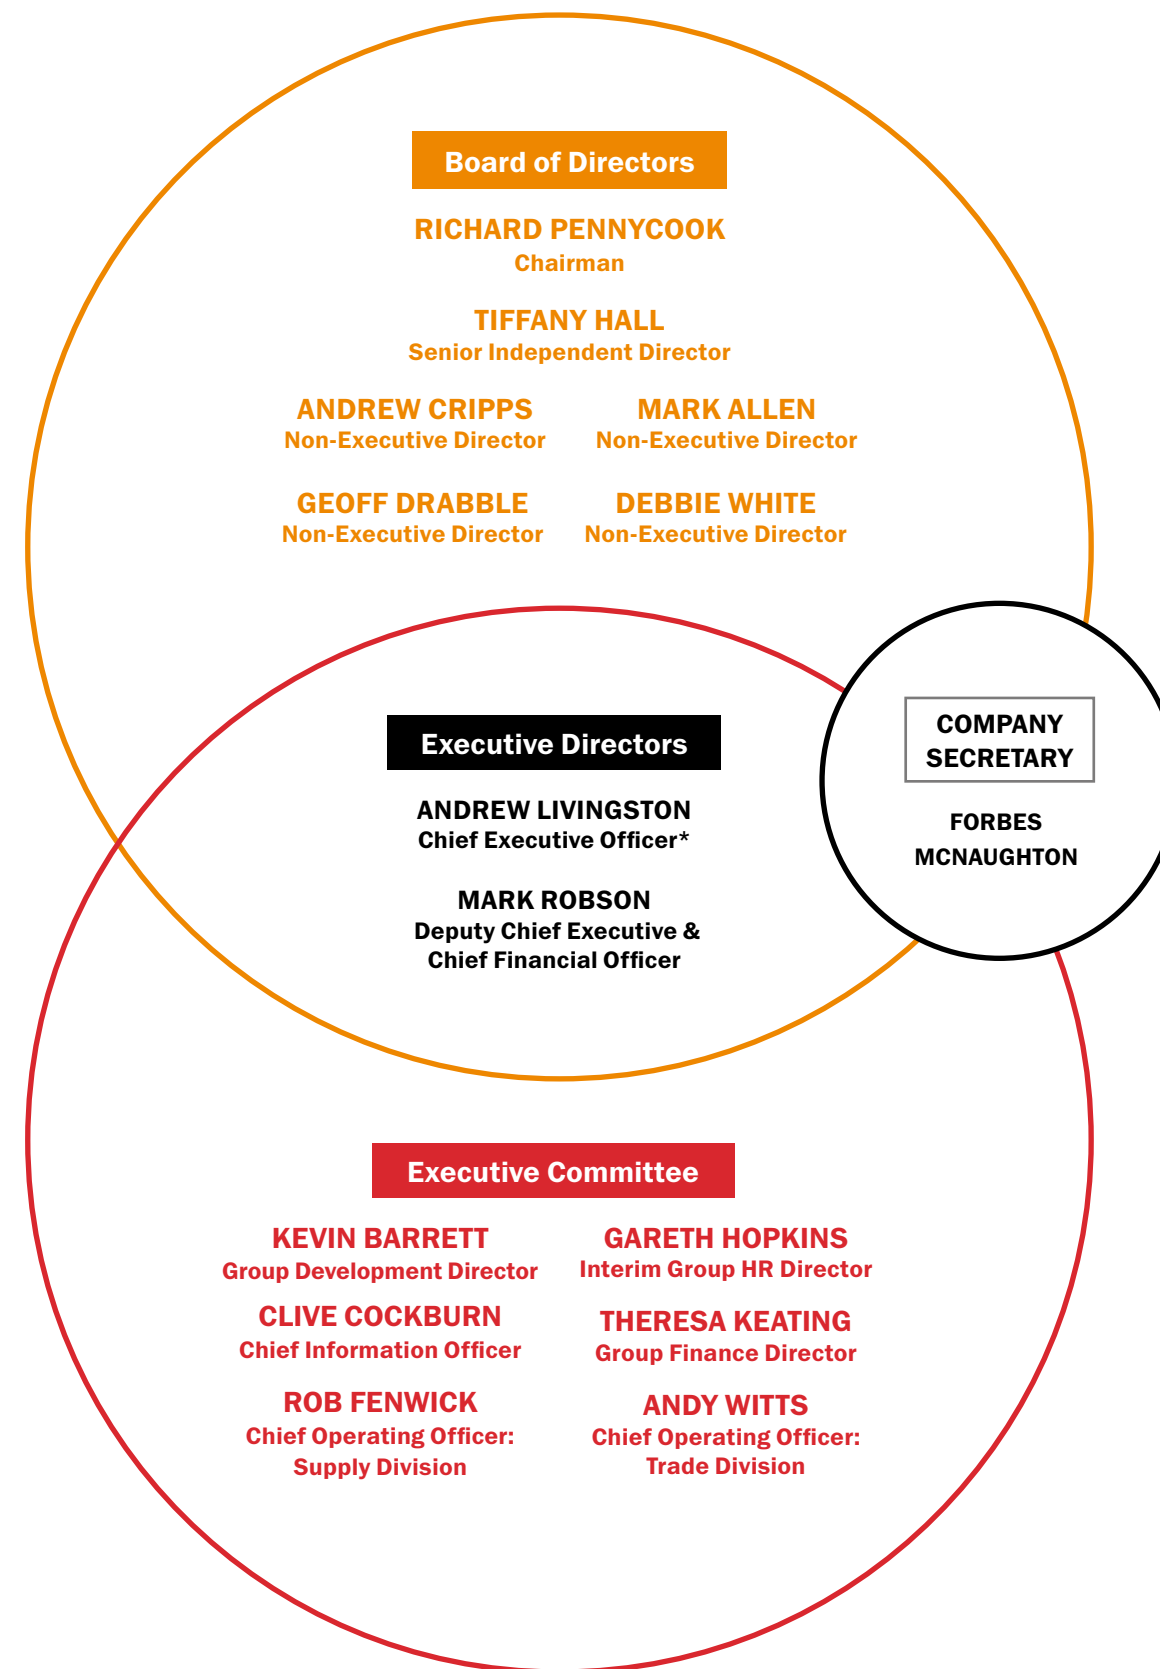 Board of Directors
RICHARD PENNYCOOK
Chairman
TIFFANY HALL
Senior Independent Director
ANDREW CRIPPS
Non-Executive Director
MARK ALLEN
Non-Executive Director
GEOFF DRABBLE
Non-Executive Director
DEBBIE WHITE
Non-Executive Director
Executive Directors
ANDREW LIVINGSTON
Chief Executive Officer*
MARK ROBSON
Deputy Chief Executive &
Chief Financial Officer
COMPANY
SECRETARY
FORBES
MCNAUGHTON
Executive Committee
KEVIN BARRETT
Group Development Director
GARETH HOPKINS
Interim Group HR Director
CLIVE COCKBURN
Chief Information Officer
THERESA KEATING
Group Finance Director
ROB FENWICK
Chief Operating Officer:
Supply Division
ANDY WITTS
Chief Operating Officer:
Trade Division